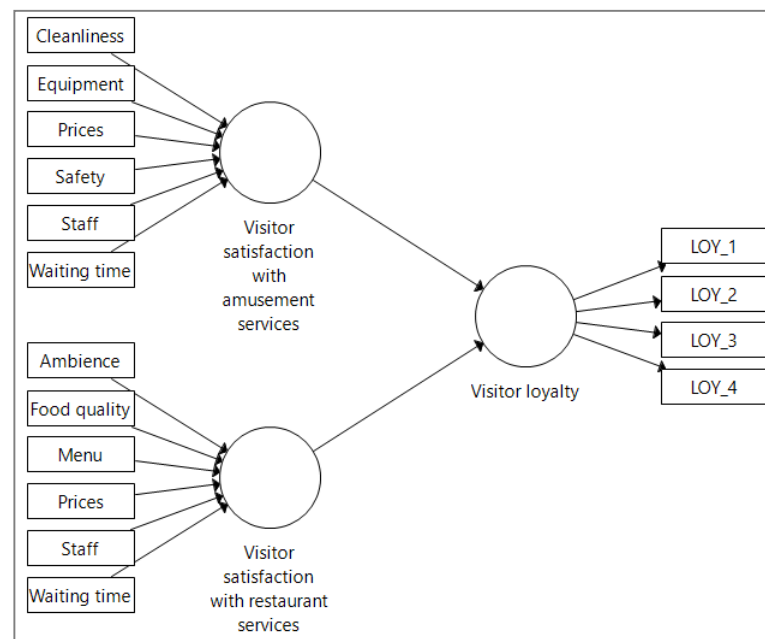 Cleanliness
Equipment
Prices
Safety
Staff
Waiting time
Visitor
satisfaction
with
amusement
services
Ambience
Food quality
Menu
Prices
Staff
Waiting time
Visitor
satisfaction
with restaurant
services
Visitor loyalty
LOY_1
LOY_2
LOY_3
LOY_4